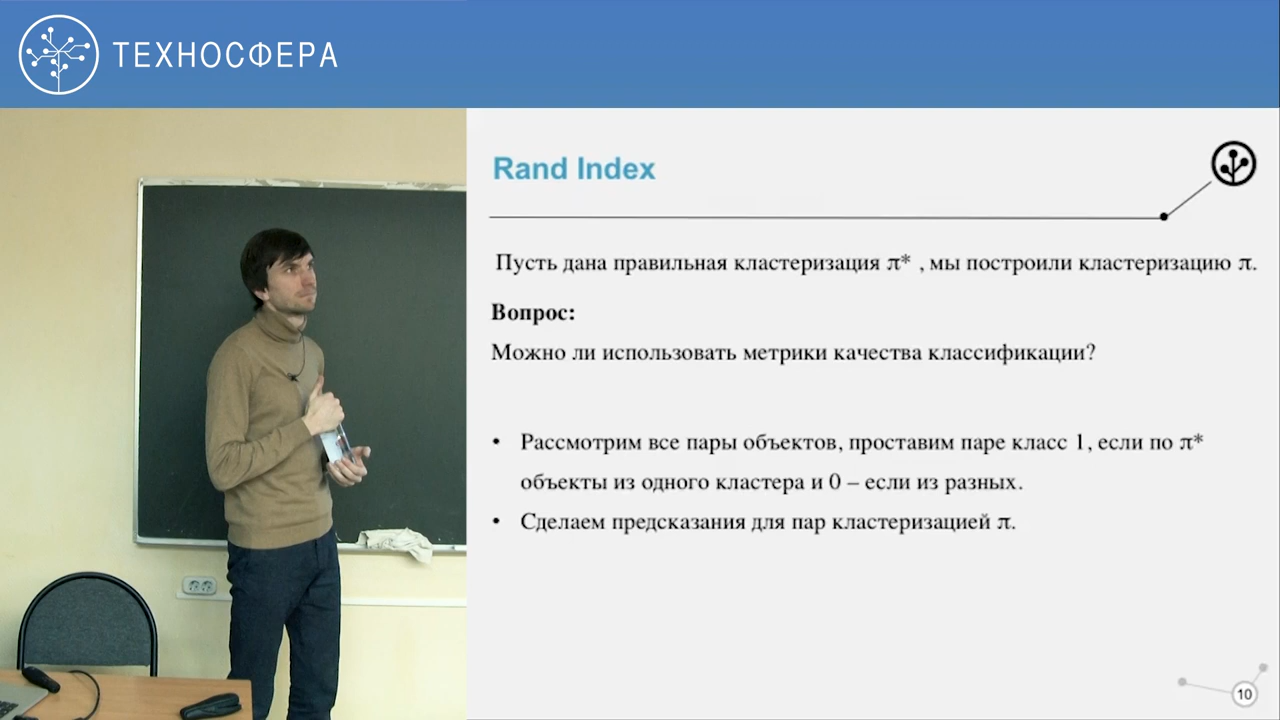 ТЕХНОСФЕРА
Rand Index
Пусть дана правильная кластеризация π* , мы построили кластеризацию π.
Вопрос:
Можно ли использовать метрики качества классификации?
• Рассмотрим все пары объектов, проставим паре класс 1, если по π*
объекты из одного кластера и 0 – если из разных.
• Сделаем предсказания для пар кластеризацией π.
10